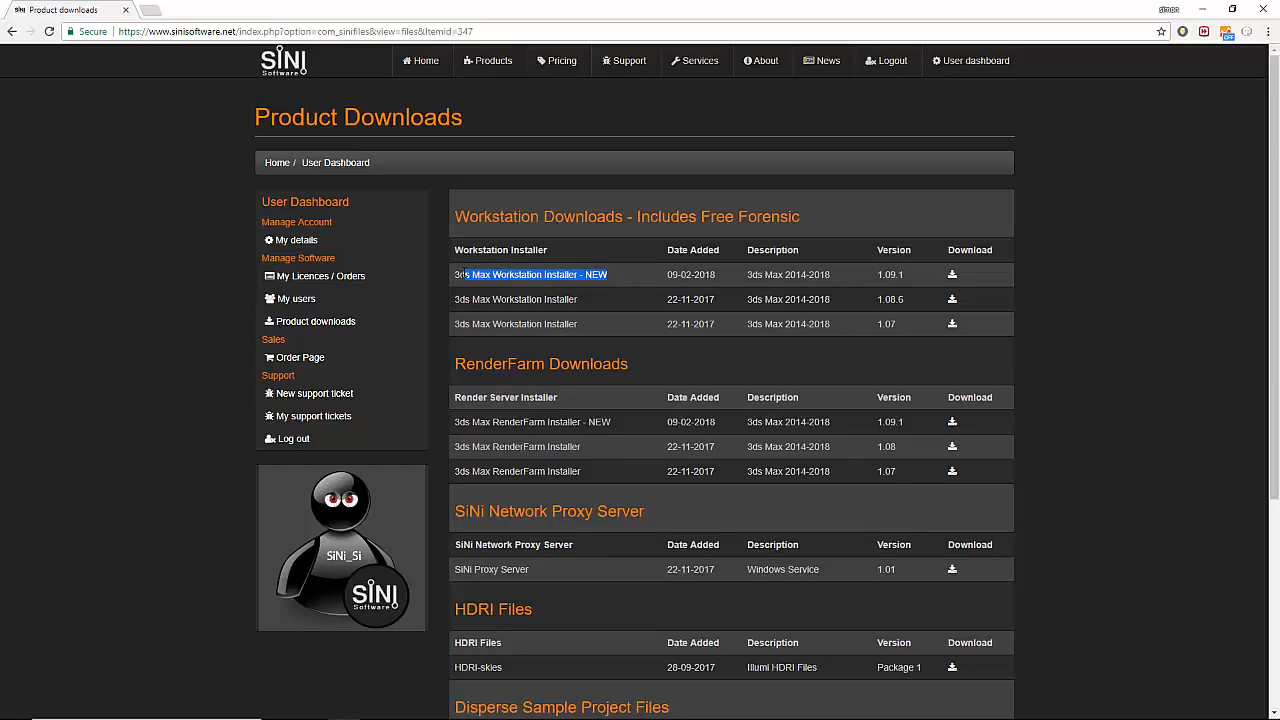 Product downloads
simon
Secure https://www.sinisoftware.net/index.php?option=com_sinifiles&view=files&Itemid=347
OFF
SiNi Software
Home Products Pricing Support Services About News Logout User dashboard
Product Downloads
Home / User Dashboard
User Dashboard
Manage Account
My details
Manage Software
My Licences / Orders
My users
Product downloads
Sales
Order Page
Support
New support ticket
My support tickets
Log out
SiNi_Si
SiNi
Software
Workstation Downloads - Includes Free Forensic
Workstation Installer Date Added Description Version Download
3ds Max Workstation Installer - NEW 09-02-2018 3ds Max 2014-2018 1.09.1
3ds Max Workstation Installer 22-11-2017 3ds Max 2014-2018 1.08.6
3ds Max Workstation Installer 22-11-2017 3ds Max 2014-2018 1.07
RenderFarm Downloads
Render Server Installer Date Added Description Version Download
3ds Max RenderFarm Installer - NEW 09-02-2018 3ds Max 2014-2018 1.09.1
3ds Max RenderFarm Installer 22-11-2017 3ds Max 2014-2018 1.08
3ds Max RenderFarm Installer 22-11-2017 3ds Max 2014-2018 1.07
SiNi Network Proxy Server
SiNi Network Proxy Server Date Added Description Version Download
SiNi Proxy Server 22-11-2017 Windows Service 1.01
HDRI Files
HDRI Files Date Added Description Version Download
HDRI-skies 28-09-2017 Illumi HDRI Files Package 1
Disperse Sample Project Files